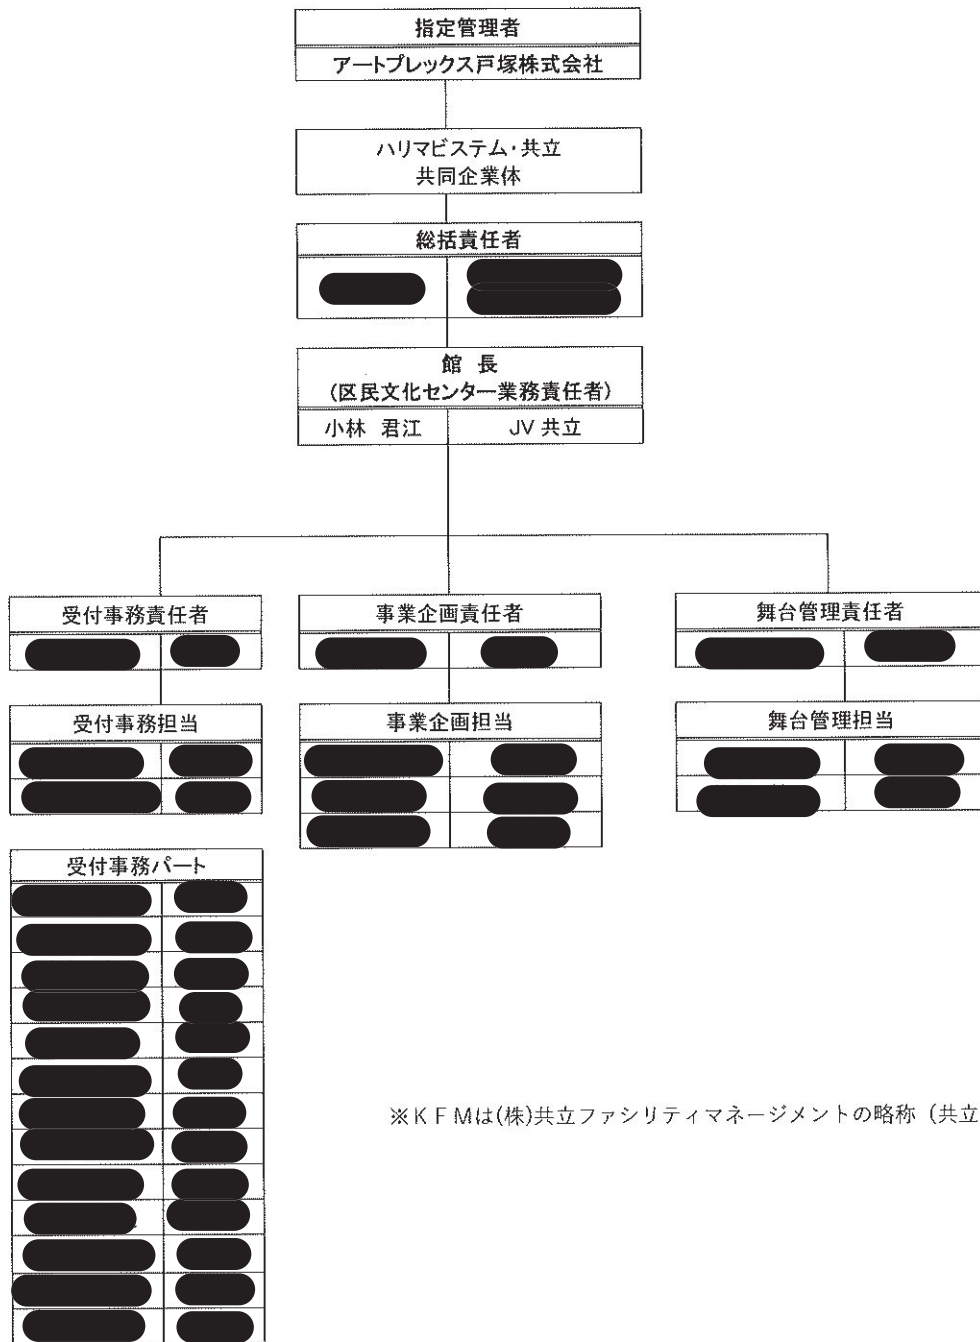 指定管理者
アートプレックス戸塚株式会社
ハリマビステム・共立
共同企業体
総括責任者
館 長
(区民文化センター業務責任者)
小林 君江 JV 共立
受付事務責任者
事業企画責任者
舞台管理責任者
受付事務担当
事業企画担当
舞台管理担当
受付事務パート
※KFMは(株)共立ファシリティマネージメントの略称（共立